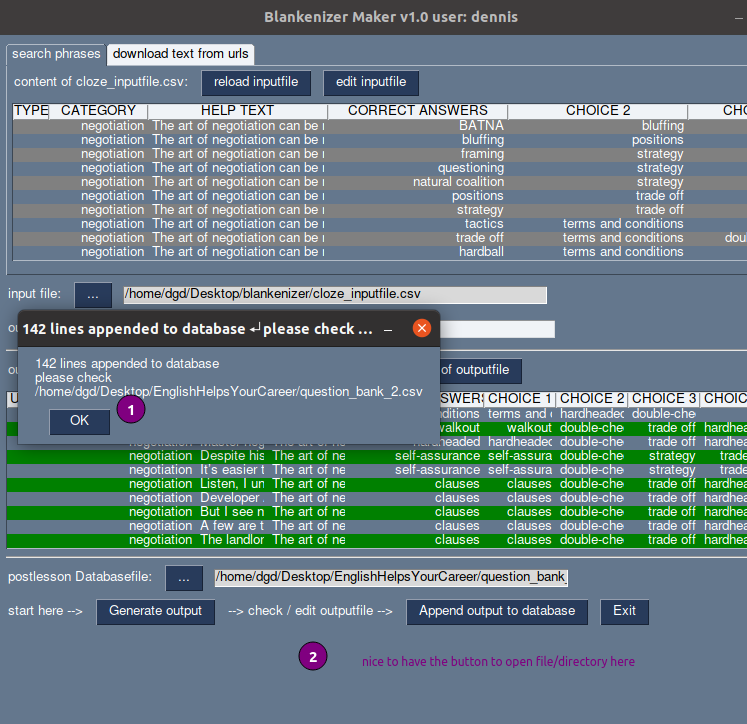 Blankenizer Maker v1.0 user: dennis
search phrases download text from urls
content of cloze_inputfile.csv: reload inputfile edit inputfile
TYPE CATEGORY HELP TEXT CORRECT ANSWERS CHOICE 2 CHO
negotiation The art of negotiation can be r BATNA bluffing
negotiation The art of negotiation can be r bluffing positions
negotiation The art of negotiation can be r framing strategy
negotiation The art of negotiation can be r questioning strategy
negotiation The art of negotiation can be r natural coalition strategy
negotiation The art of negotiation can be r positions trade off
negotiation The art of negotiation can be r strategy trade off
negotiation The art of negotiation can be r tactics terms and conditions
negotiation The art of negotiation can be r trade off terms and conditions dou
negotiation The art of negotiation can be r hardball terms and conditions
input file: ... /home/dgd/Desktop/blankenizer/cloze_inputfile.csv
142 lines appended to database ↵please check ...
142 lines appended to database
please check
/home/dgd/Desktop/EnglishHelpsYourCareer/question_bank_2.csv
OK 1
of outputfile
SWERS CHOICE 1 CHOICE 2 CHOICE 3 CHOIC
nditions terms and c hardheaded double-che
walkout walkout double-che trade off hardhea
hardheaded hardheaded double-che trade off hardhea
negotiation Despite his The art of ne self-assurance self-assura double-che strategy trade
negotiation It's easier t The art of ne self-assurance self-assura double-che strategy trade
negotiation Listen, I un The art of ne clauses clauses double-che trade off hardhea
negotiation Developer The art of ne clauses clauses double-che trade off hardhea
negotiation But I see n The art of ne clauses clauses double-che trade off hardhea
negotiation A few are t The art of ne clauses clauses double-che trade off hardhea
negotiation The landlor The art of ne clauses clauses double-che trade off hardhea
postlesson Databasefile: ... /home/dgd/Desktop/EnglishHelpsYourCareer/question_bank_
start here --> Generate output --> check / edit outputfile --> Append output to database Exit
2 nice to have the button to open file/directory here